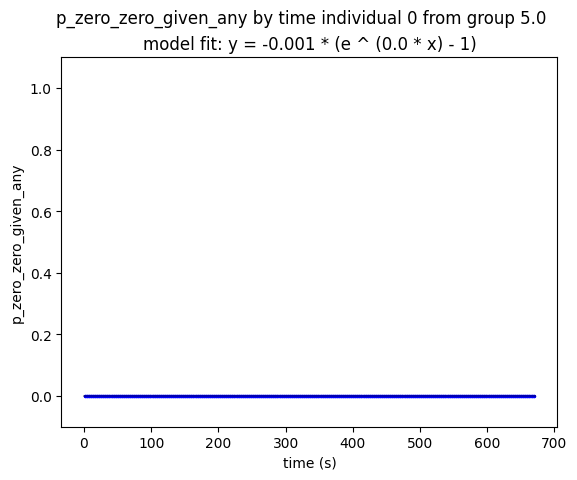 p_zero_zero_given_any by time individual 0 from group 5.0
model fit: y = -0.001 * (e ^ (0.0 * x) - 1)
1.0
0.8
0.6
0.4
0.2
0.0
p_zero_zero_given_any
0 100 200 300 400 500 600 700
time (s)